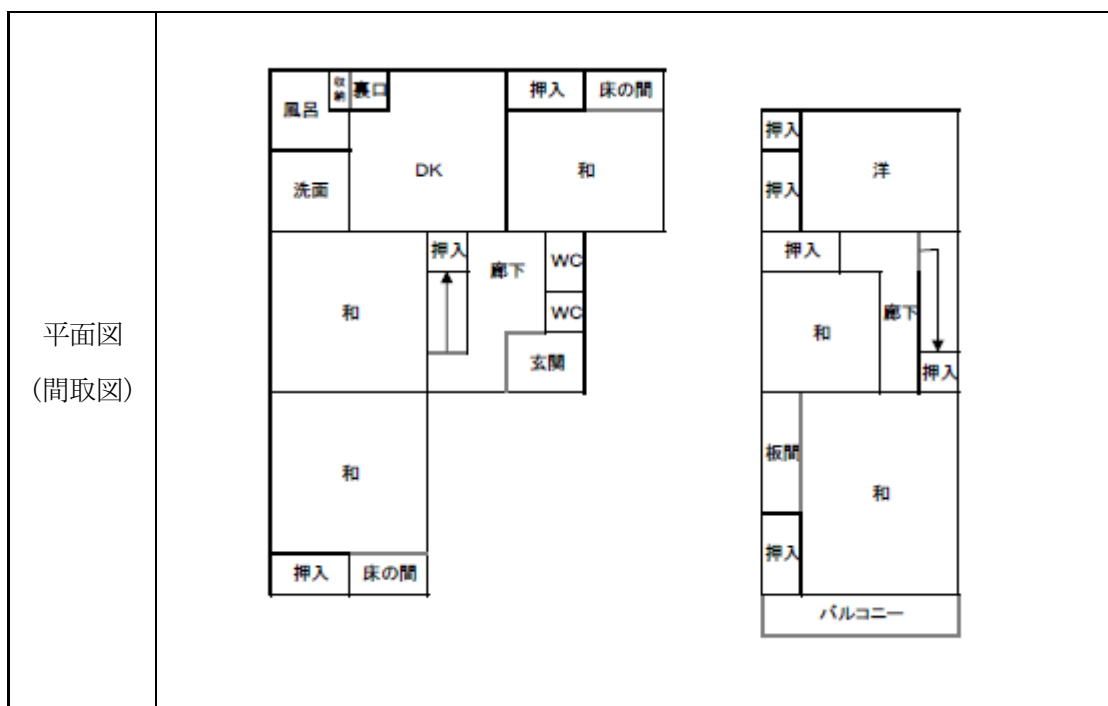 平面図
(間取図)
風呂
収納
裏口
DK
押入
床の間
和
洗面
和
押入
廊下
WC
WC
玄関
和
押入
床の間
押入
押入
洋
押入
和
廊下
押入
板間
和
押入
バルコニー